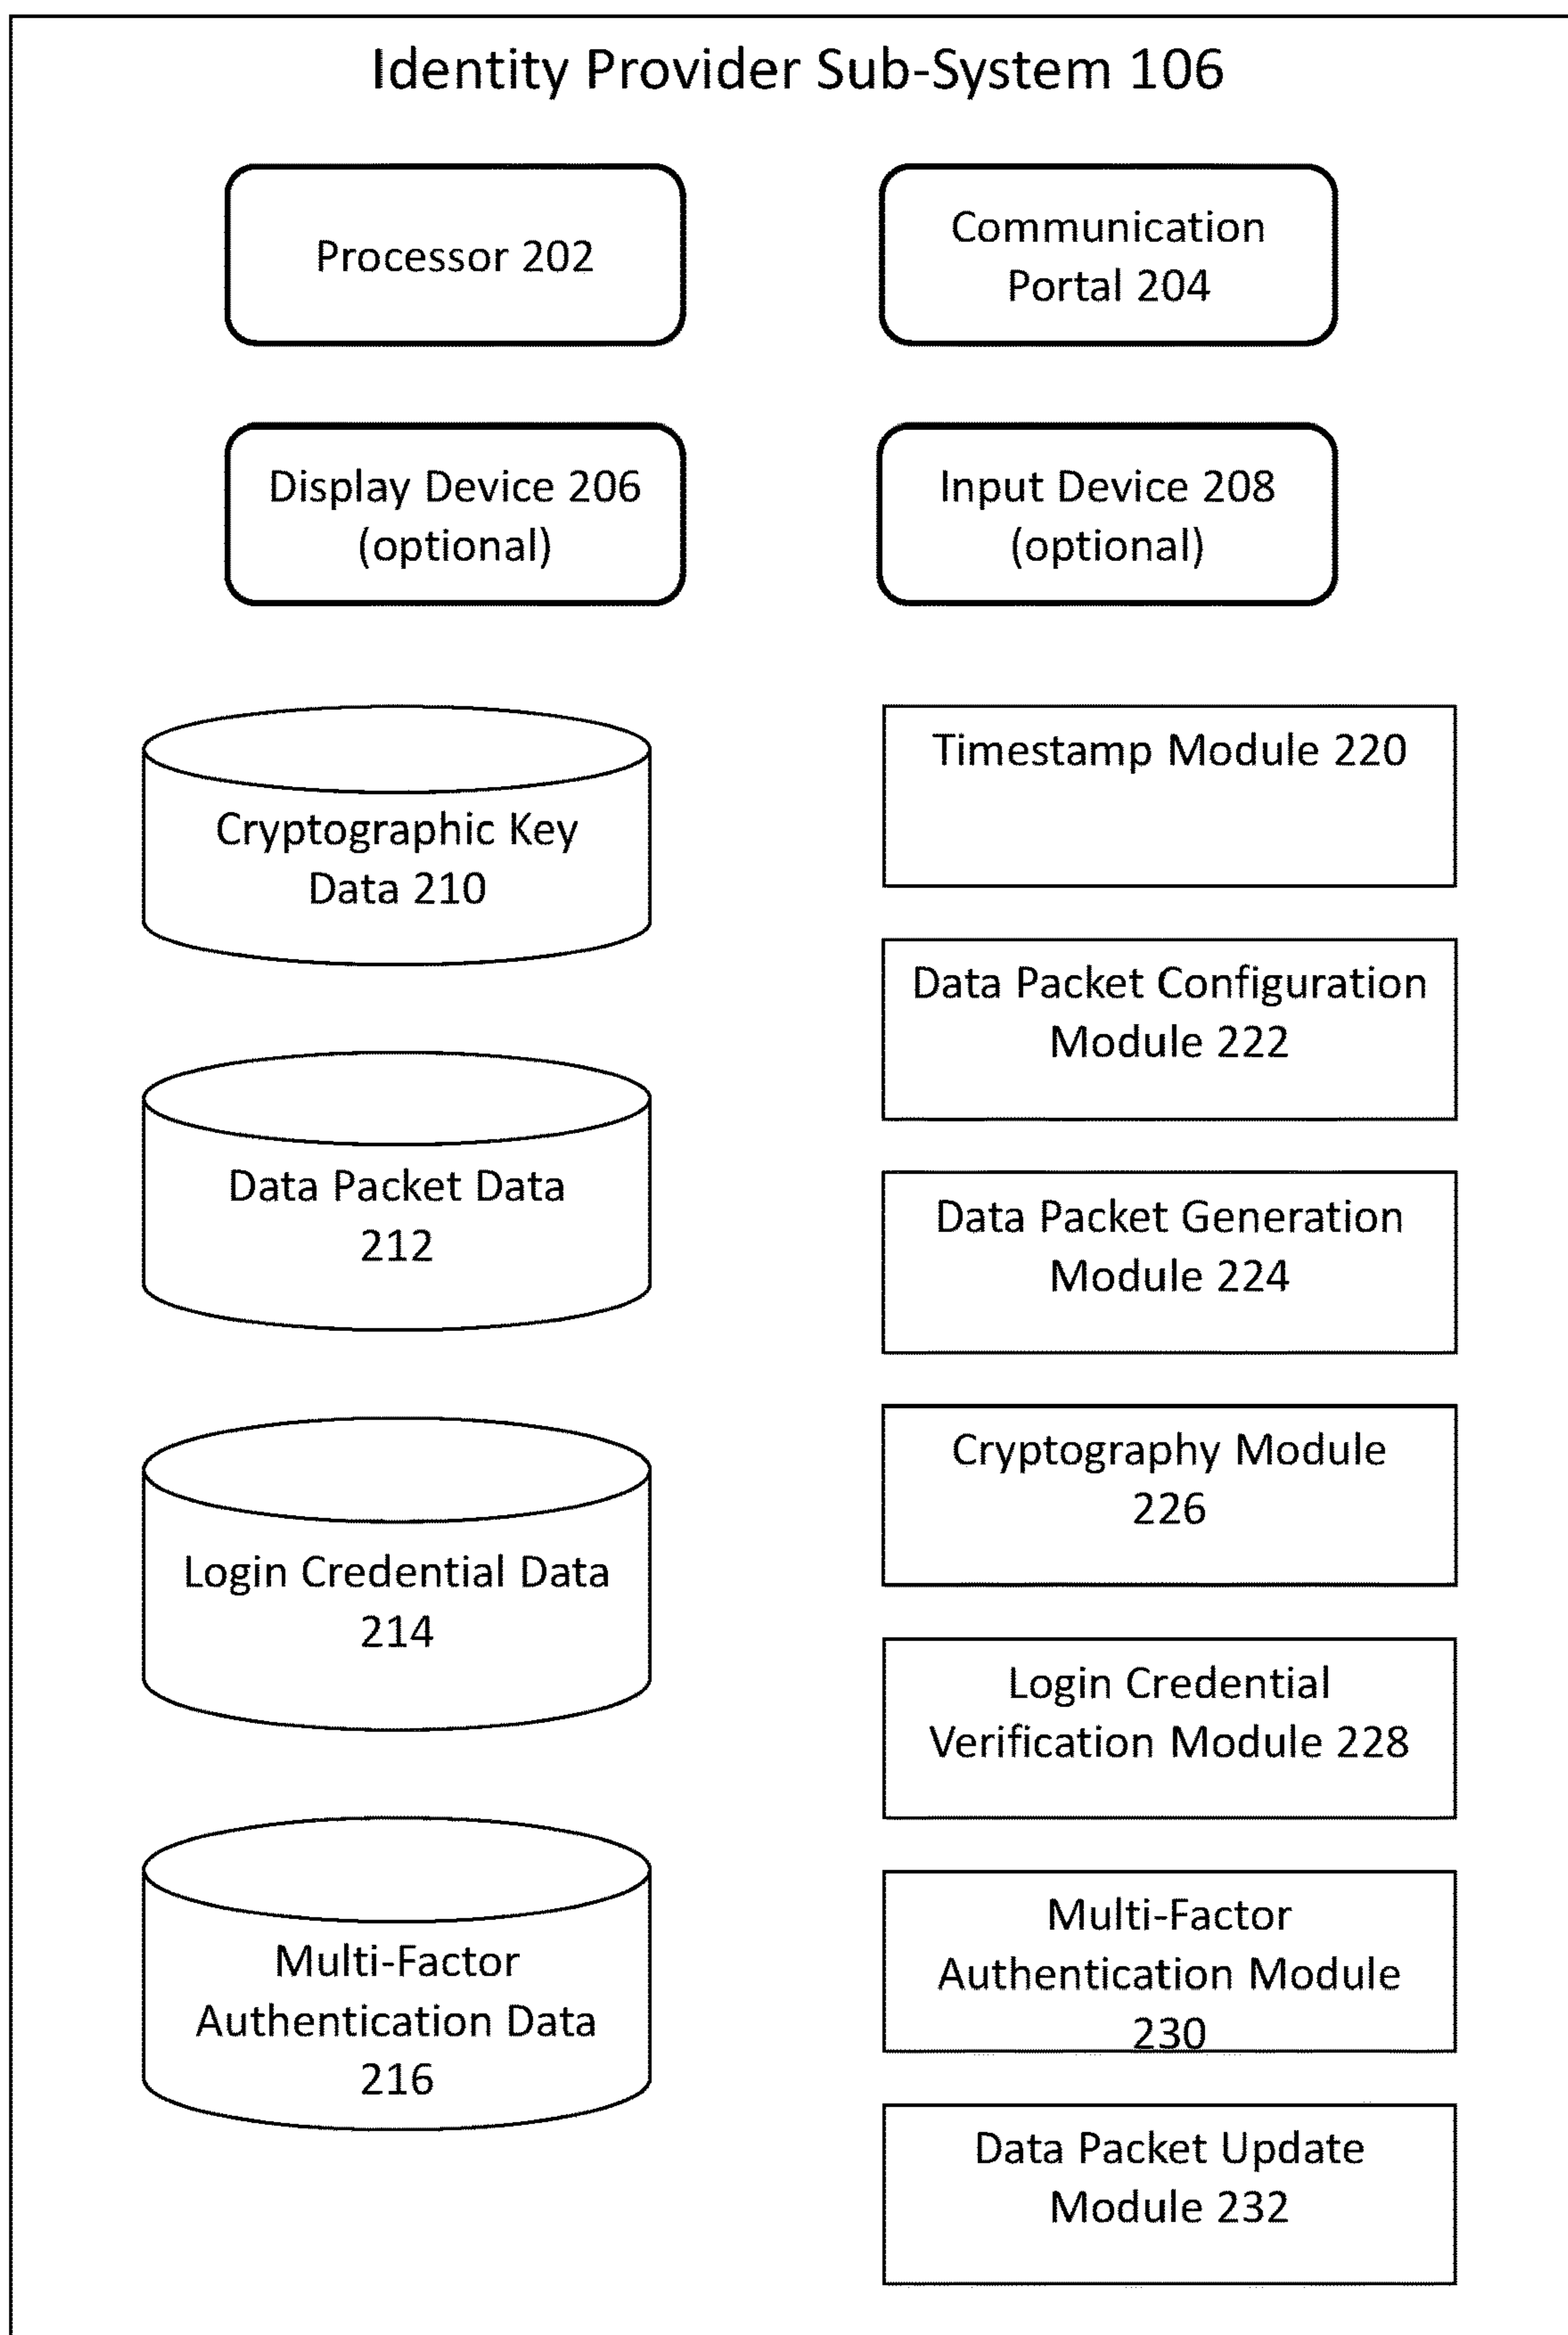 Identity Provider Sub-System 106
Processor 202
Communication
Portal 204
Display Device 206
(optional)
Input Device 208
(optional)
Cryptographic Key
Data 210
Data Packet Data
212
Login Credential Data
214
Multi-Factor
Authentication Data
216
Timestamp Module 220
Data Packet Configuration
Module 222
Data Packet Generation
Module 224
Cryptography Module
226
Login Credential
Verification Module 228
Multi-Factor
Authentication Module
230
Data Packet Update
Module 232